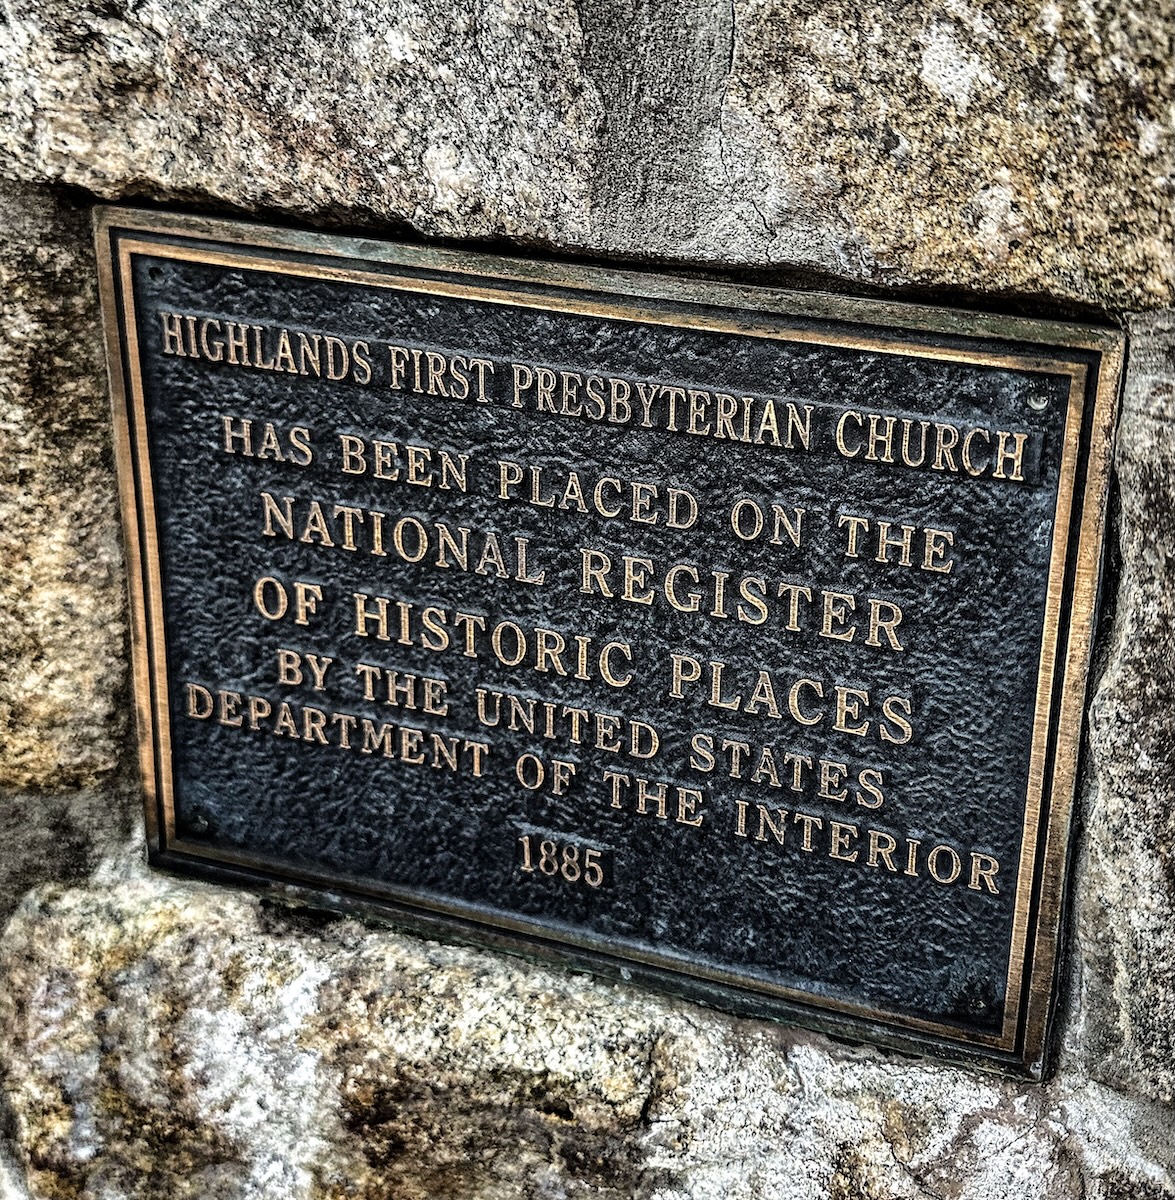 HIGHLANDS FIRST PRESBYTERIAN CHURCH
HAS BEEN PLACED ON THE
NATIONAL REGISTER
OF HISTORIC PLACES
BY THE UNITED STATES
DEPARTMENT OF THE INTERIOR
1885